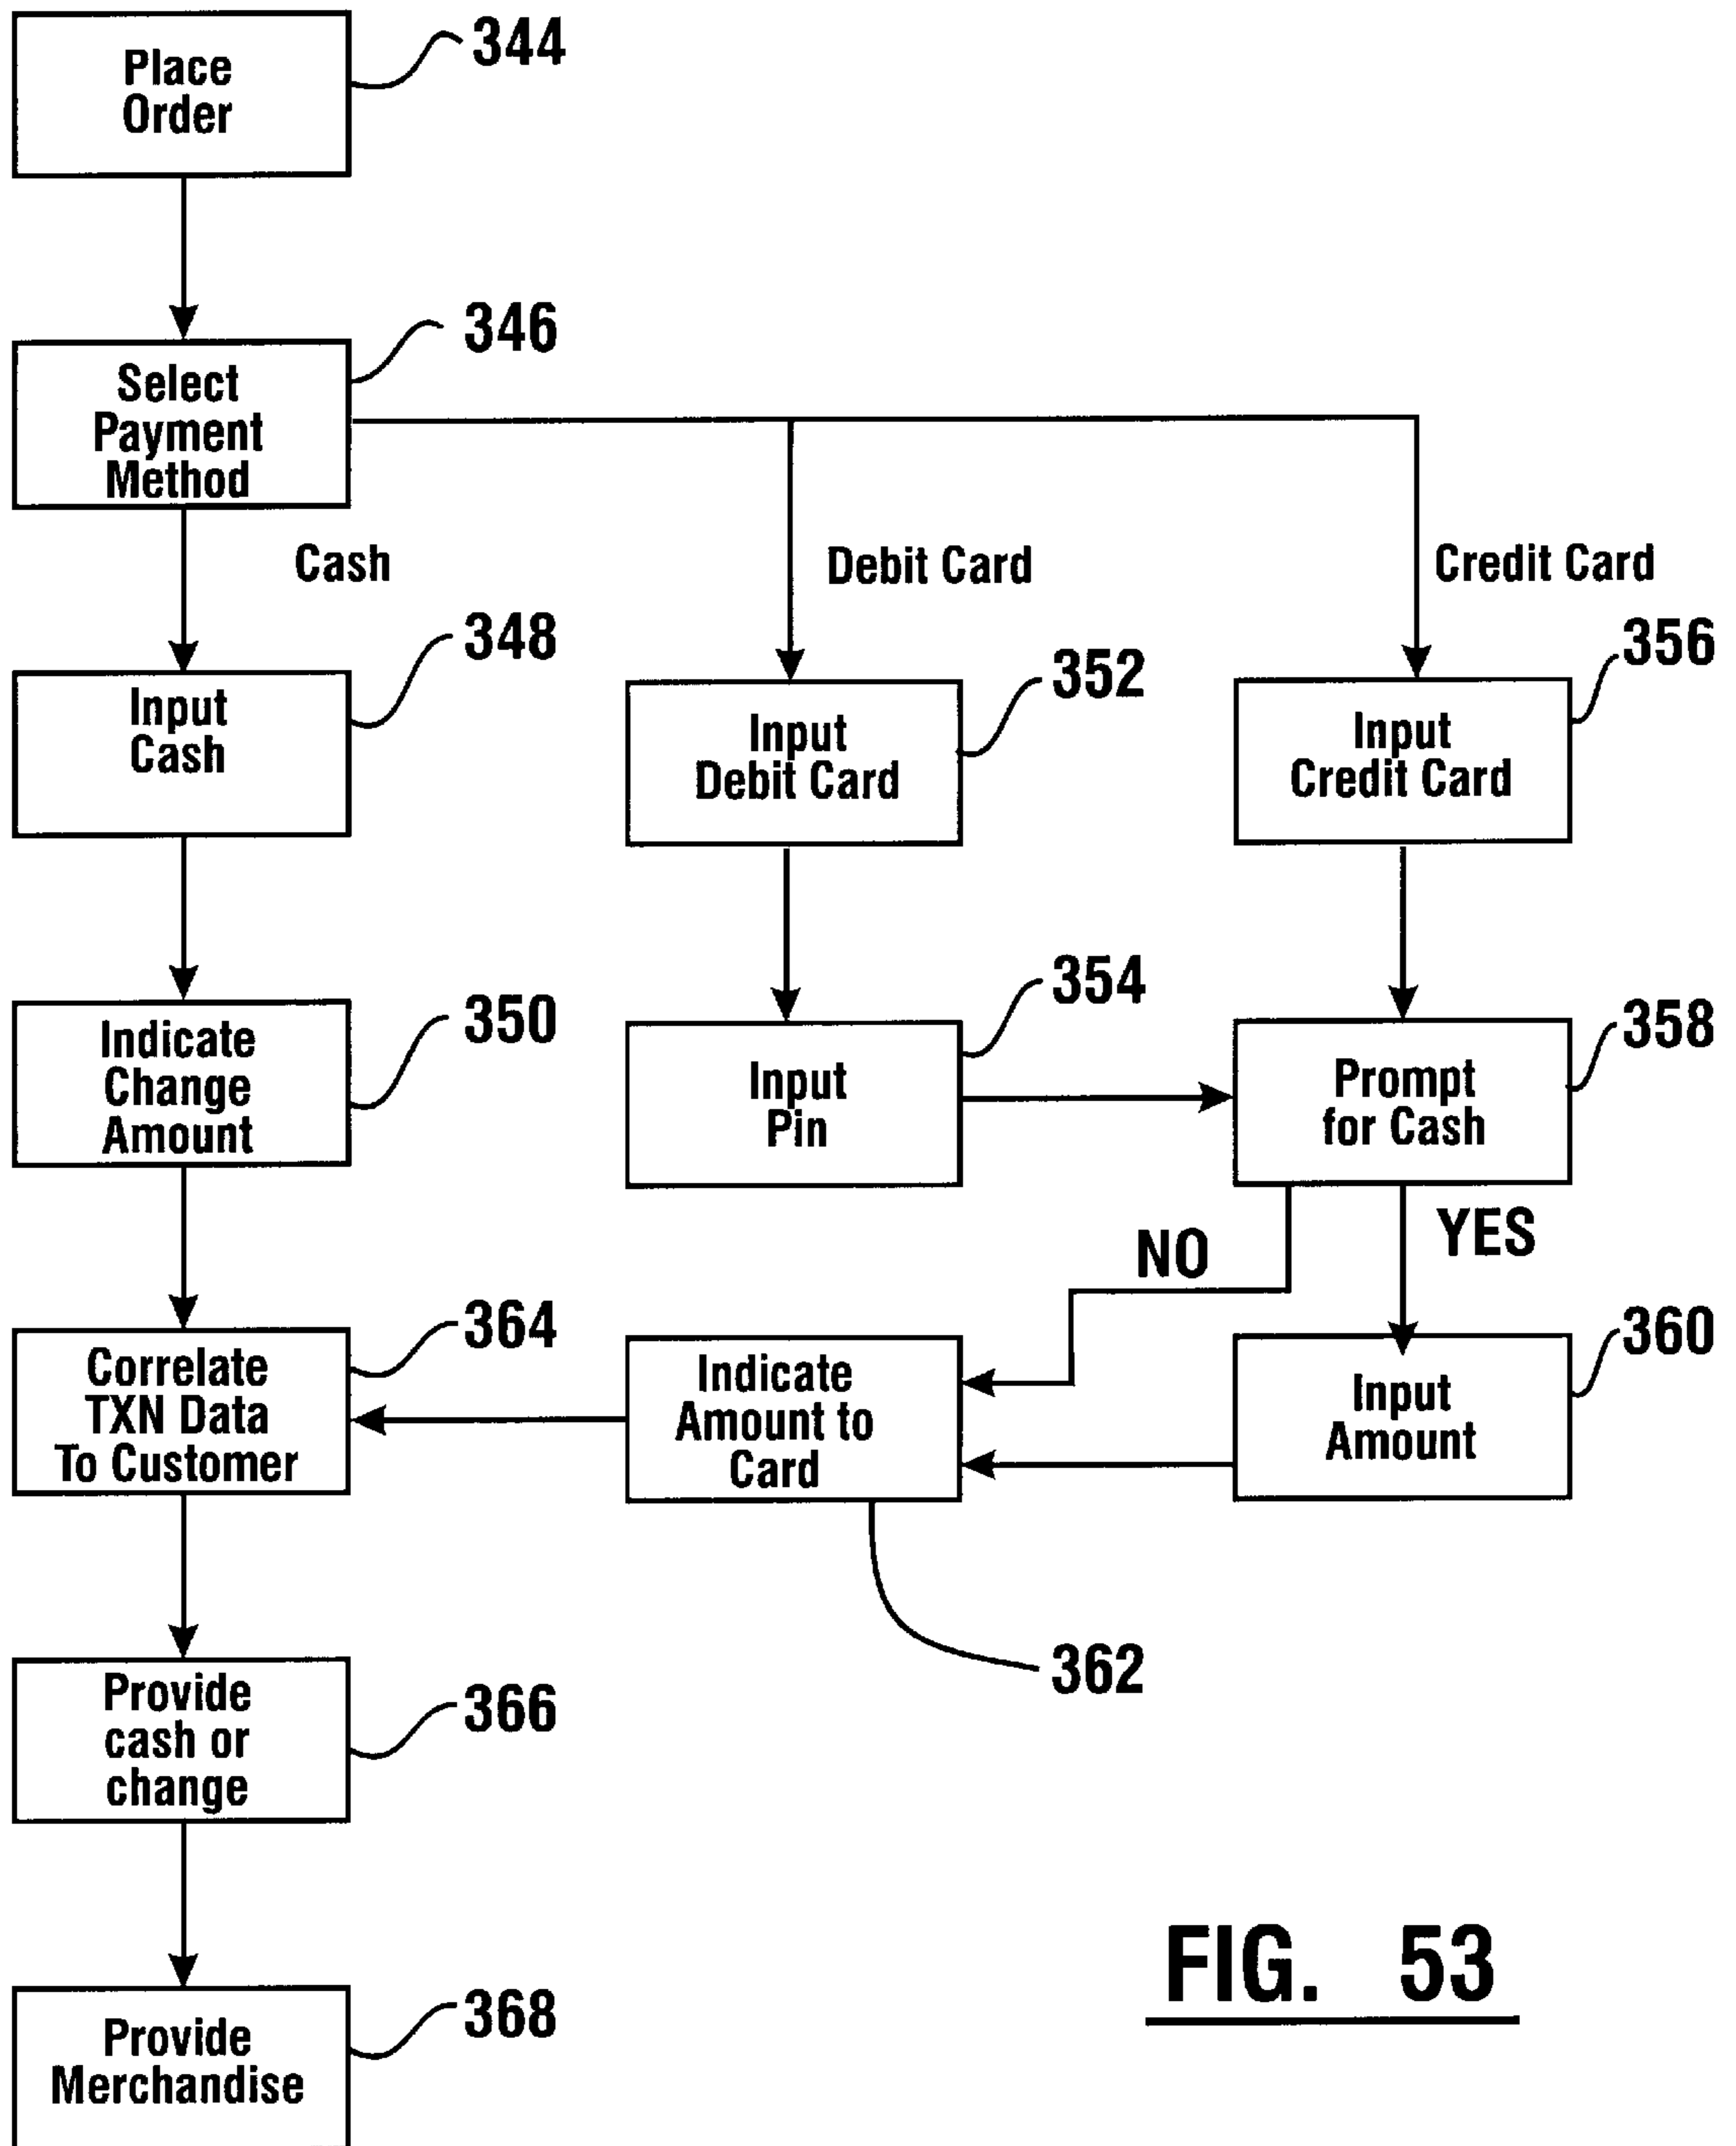 Place
Order
344
Select
Payment
Method
346
Cash
Debit Card
Credit Card
Input
Cash
348
Input
Debit Card
352
Input
Credit Card
356
Indicate
Change
Amount
350
Input
Pin
354
Prompt
for Cash
358
NO
YES
Correlate
TXN Data
To Customer
364
Indicate
Amount to
Card
362
Input
Amount
360
Provide
cash or
change
366
Provide
Merchandise
368
FIG. 53